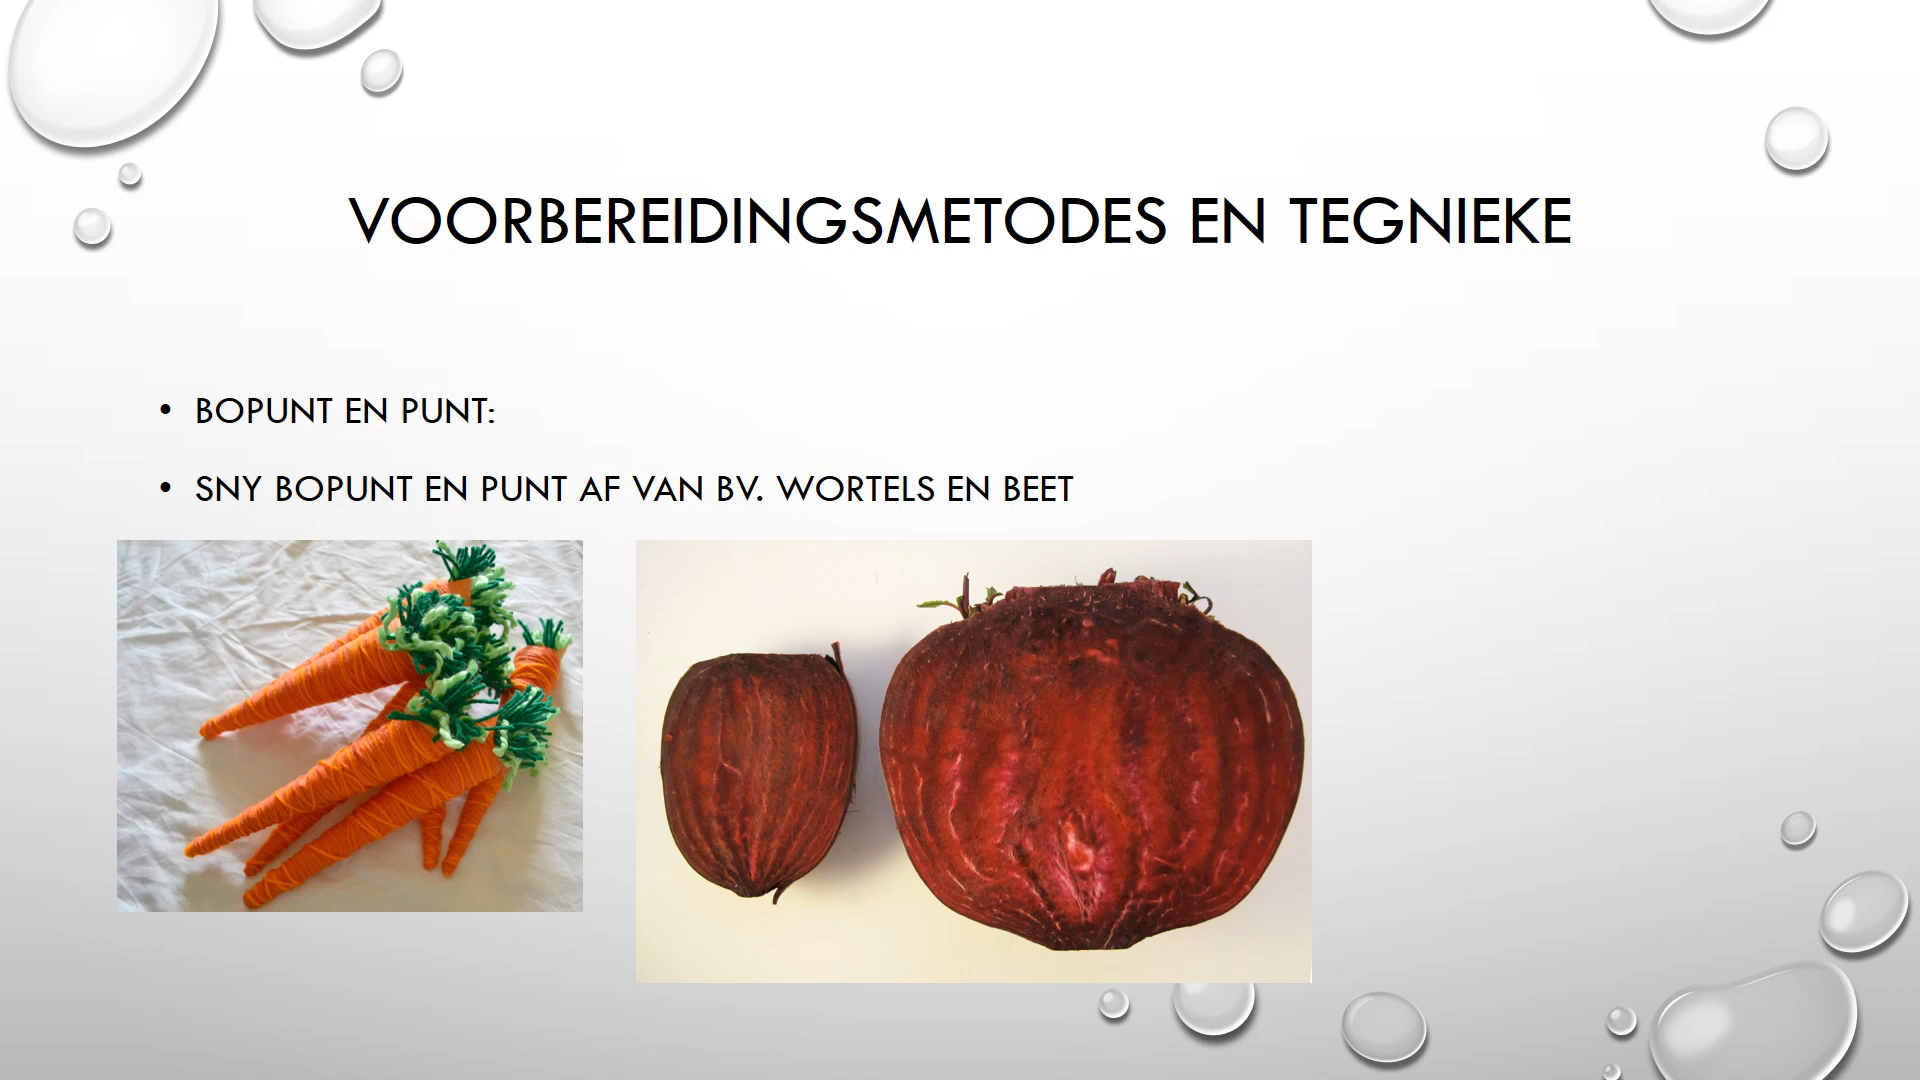 VOORBEREIDINGSMETODES EN TEGNIEKE
• BOPUNT EN PUNT:
• SNY BOPUNT EN PUNT AF VAN BV. WORTELS EN BEET